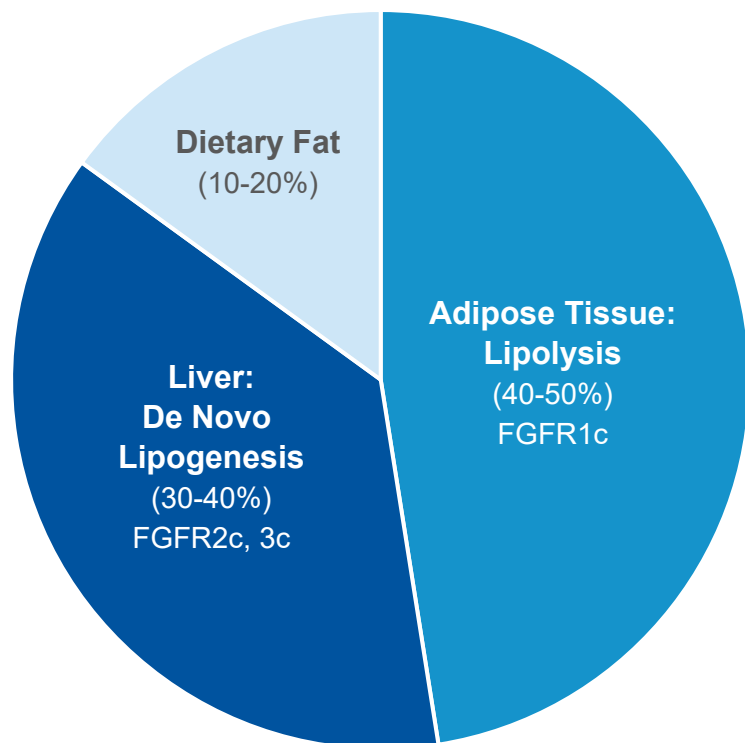 Dietary Fat
(10-20%)
Adipose Tissue:
Lipolysis
(40-50%)
FGFR1c
Liver:
De Novo
Lipogenesis
(30-40%)
FGFR2c, 3c